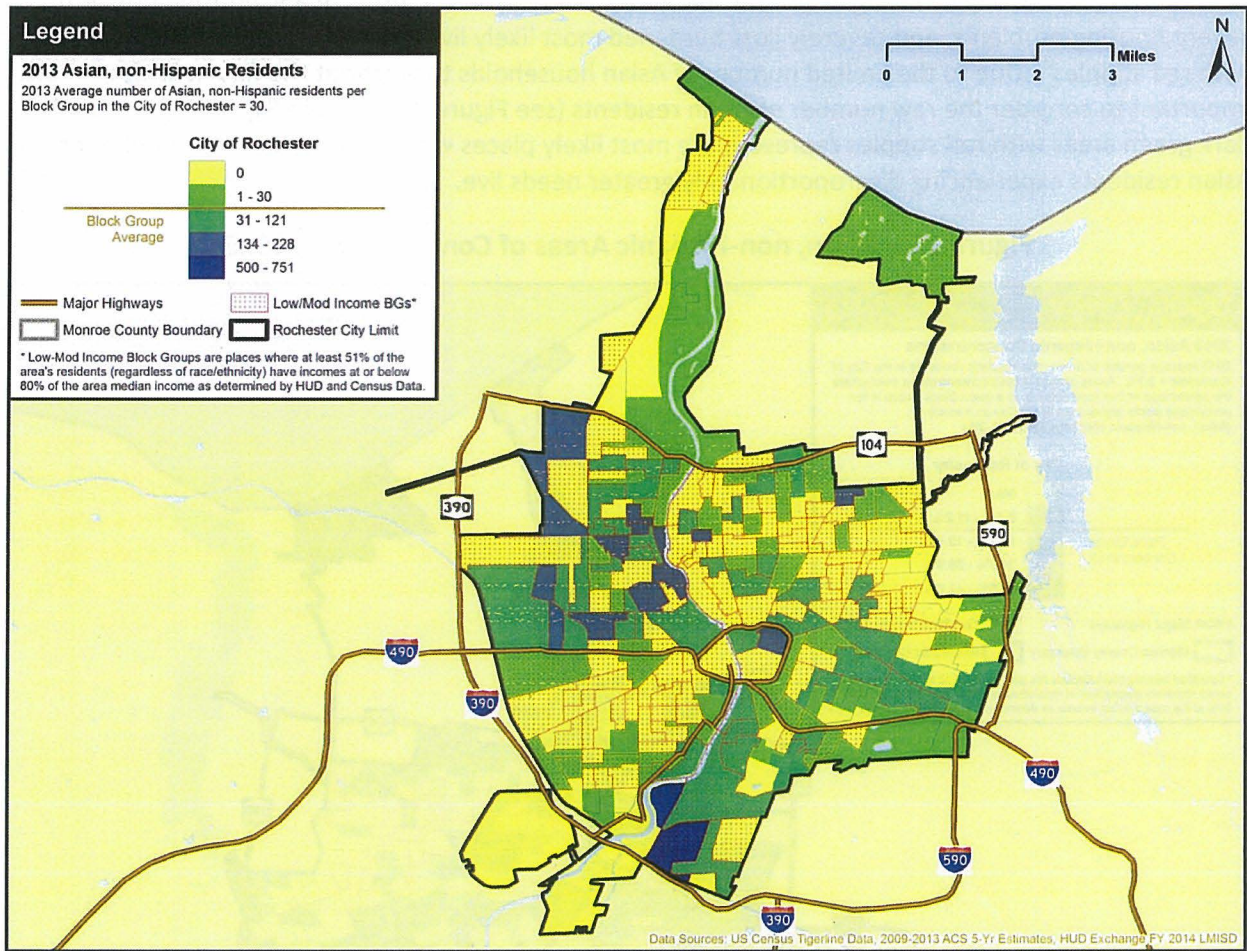 Legend
2013 Asian, non-Hispanic Residents
2013 Average number of Asian, non-Hispanic residents per
Block Group in the City of Rochester = 30.
City of Rochester
0
1 - 30
Block Group
Average
31 - 121
134 - 228
500 - 751
Major Highways
Low/Mod Income BGs*
Monroe County Boundary
Rochester City Limit
* Low-Mod Income Block Groups are places where at least 51% of the
area's residents (regardless of race/ethnicity) have incomes at or below
80% of the area median income as determined by HUD and Census Data.
N
Miles
0 1 2 3
104
390
590
490
390
490
590
390
Data Sources: US Census Tigerline Data, 2009-2013 ACS 5-Yr Estimates, HUD Exchange FY 2014 LMISD